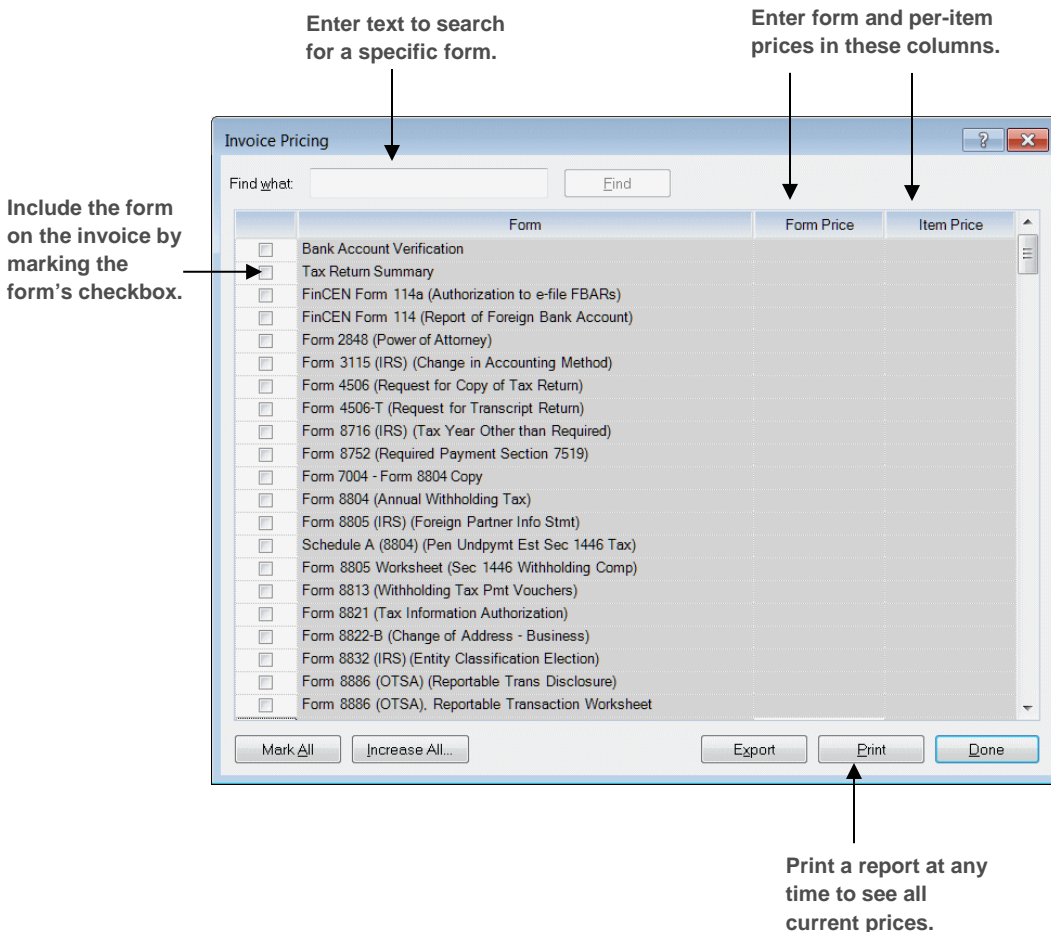 Enter text to search
for a specific form.
Enter form and per-item
prices in these columns.
Invoice Pricing
Find what:
Find
Include the form
on the invoice by
marking the
form’s checkbox.
Form Form Price Item Price
Bank Account Verification
Tax Return Summary
FinCEN Form 114a (Authorization to e-file FBARs)
FinCEN Form 114 (Report of Foreign Bank Account)
Form 2848 (Power of Attorney)
Form 3115 (IRS) (Change in Accounting Method)
Form 4506 (Request for Copy of Tax Return)
Form 4506-T (Request for Transcript Return)
Form 8716 (IRS) (Tax Year Other than Required)
Form 8752 (Required Payment Section 7519)
Form 7004 - Form 8804 Copy
Form 8804 (Annual Withholding Tax)
Form 8805 (IRS) (Foreign Partner Info Stmt)
Schedule A (8804) (Pen Undpymt Est Sec 1446 Tax)
Form 8805 Worksheet (Sec 1446 Withholding Comp)
Form 8813 (Withholding Tax Pmt Vouchers)
Form 8821 (Tax Information Authorization)
Form 8822-B (Change of Address - Business)
Form 8832 (IRS) (Entity Classification Election)
Form 8886 (OTSA) (Reportable Trans Disclosure)
Form 8886 (OTSA), Reportable Transaction Worksheet
Mark All Increase All... Export Print Done
Print a report at any
time to see all
current prices.